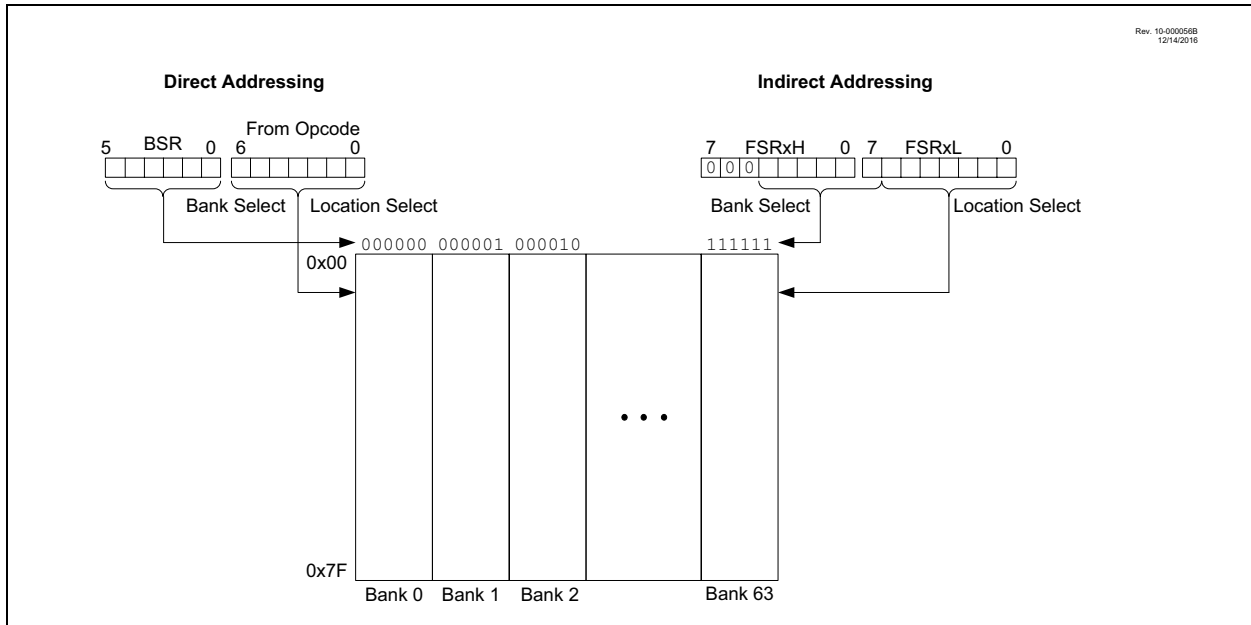 Rev. 10-000056B
12/14/2016
Direct Addressing
Indirect Addressing
From Opcode
5 BSR 0 6 0
7 FSRxH 0 7 FSRxL 0
0 0 0
Bank Select Location Select
Bank Select Location Select
000000 000001 000010 111111
0x00
• • •
0x7F
Bank 0 Bank 1 Bank 2 Bank 63